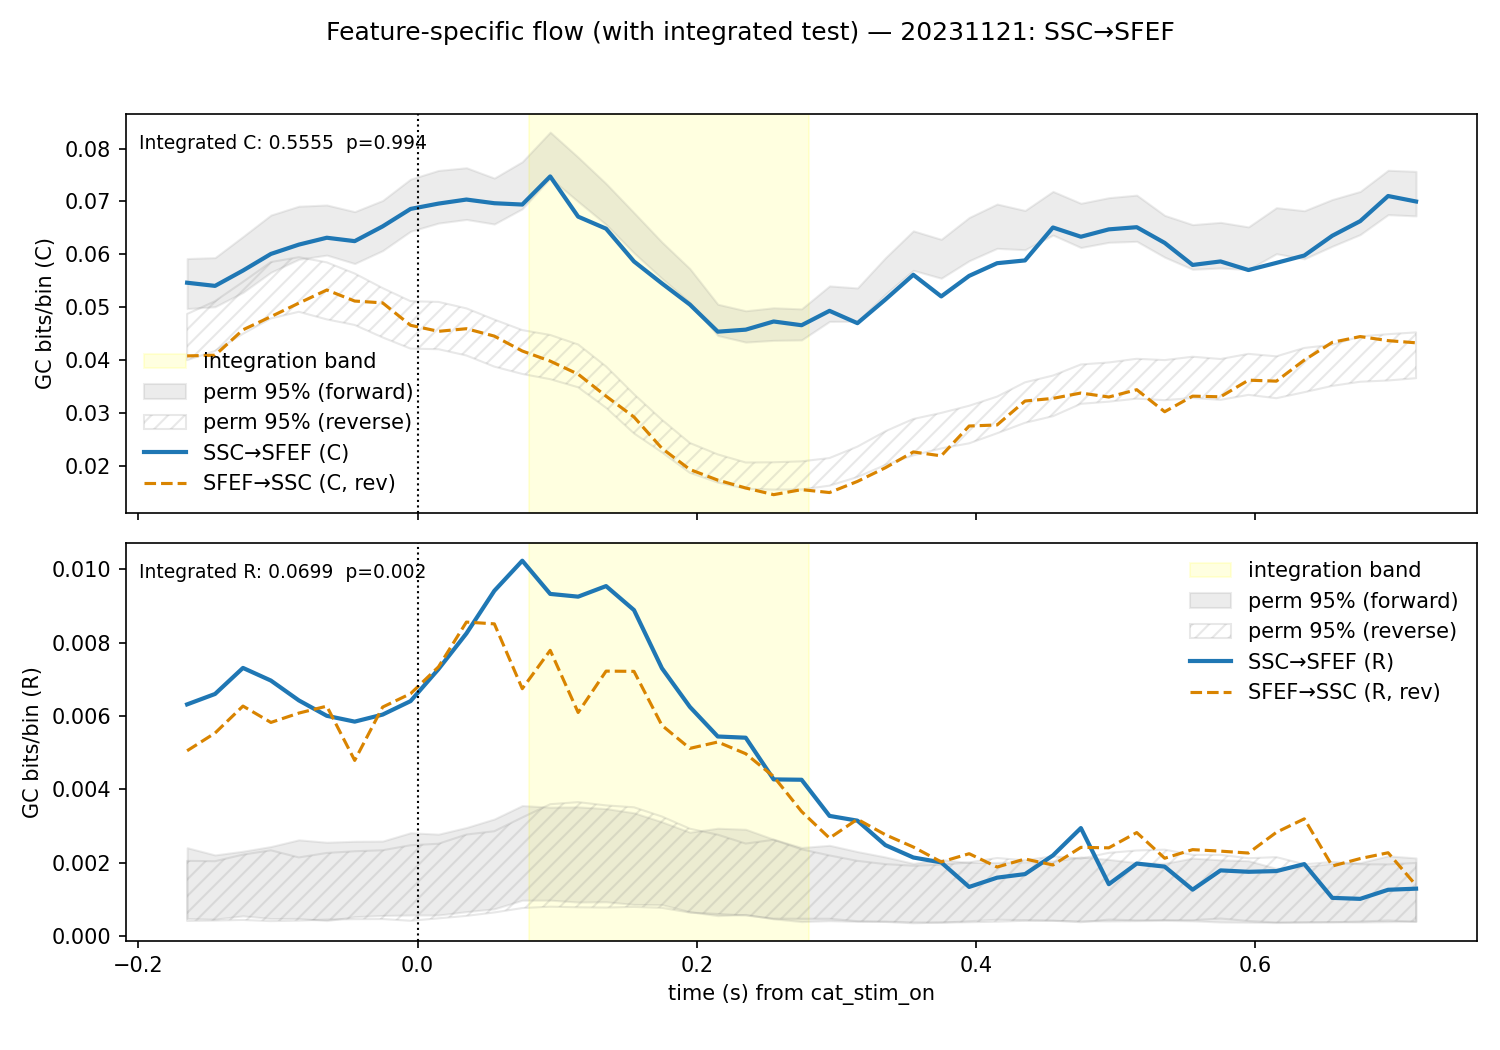 Feature-specific flow (with integrated test) — 20231121: SSC→SFEF
Integrated C: 0.5555  p=0.994
GC bits/bin (C)
0.08
0.07
0.06
0.05
0.04
0.03
0.02
integration band
perm 95% (forward)
perm 95% (reverse)
SSC→SFEF (C)
SFEF→SSC (C, rev)
Integrated R: 0.0699  p=0.002
GC bits/bin (R)
0.010
0.008
0.006
0.004
0.002
0.000
integration band
perm 95% (forward)
perm 95% (reverse)
SSC→SFEF (R)
SFEF→SSC (R, rev)
−0.2 0.0 0.2 0.4 0.6
time (s) from cat_stim_on